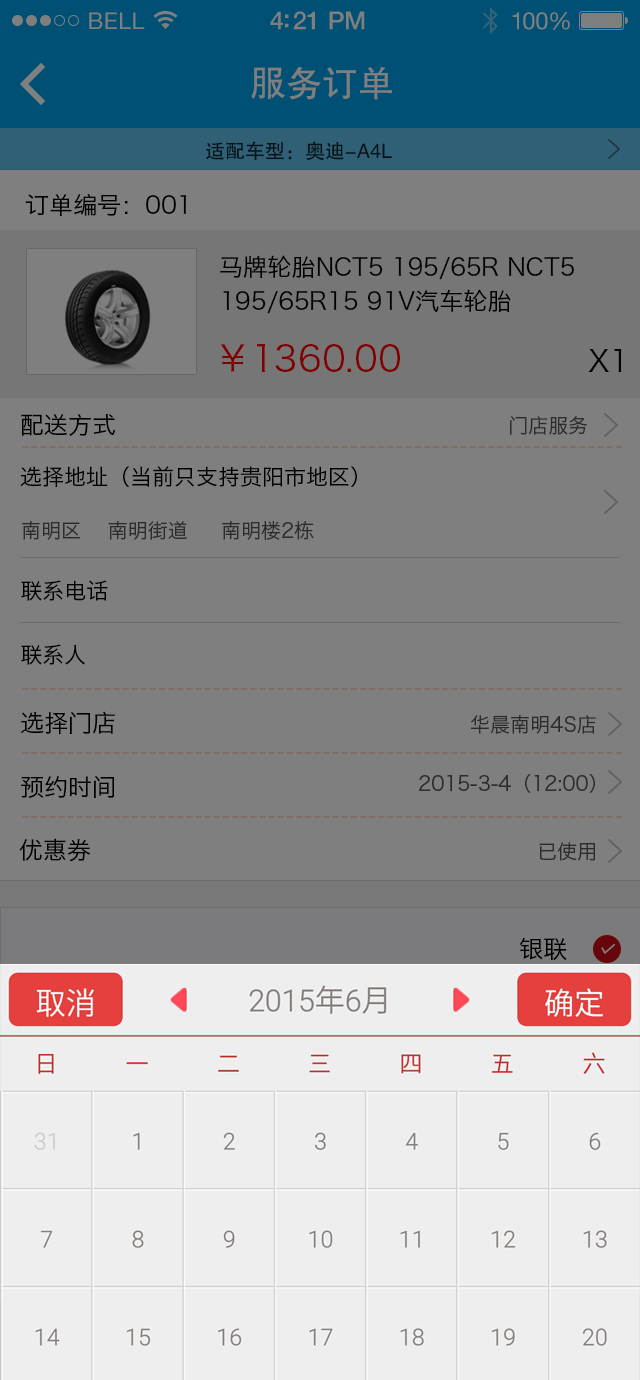 BELL 4:21 PM 100%
服务订单
适配车型：奥迪-A4L
订单编号：001
马牌轮胎NCT5 195/65R NCT5
195/65R15 91V汽车轮胎
￥1360.00 X1
配送方式 门店服务
选择地址（当前只支持贵阳市地区）
南明区 南明街道 南明楼2栋
联系电话
联系人
选择门店 华晨南明4S店
预约时间 2015-3-4（12:00）
优惠券 已使用
银联
取消 2015年6月 确定
日 一 二 三 四 五 六
31 1 2 3 4 5 6
7 8 9 10 11 12 13
14 15 16 17 18 19 20